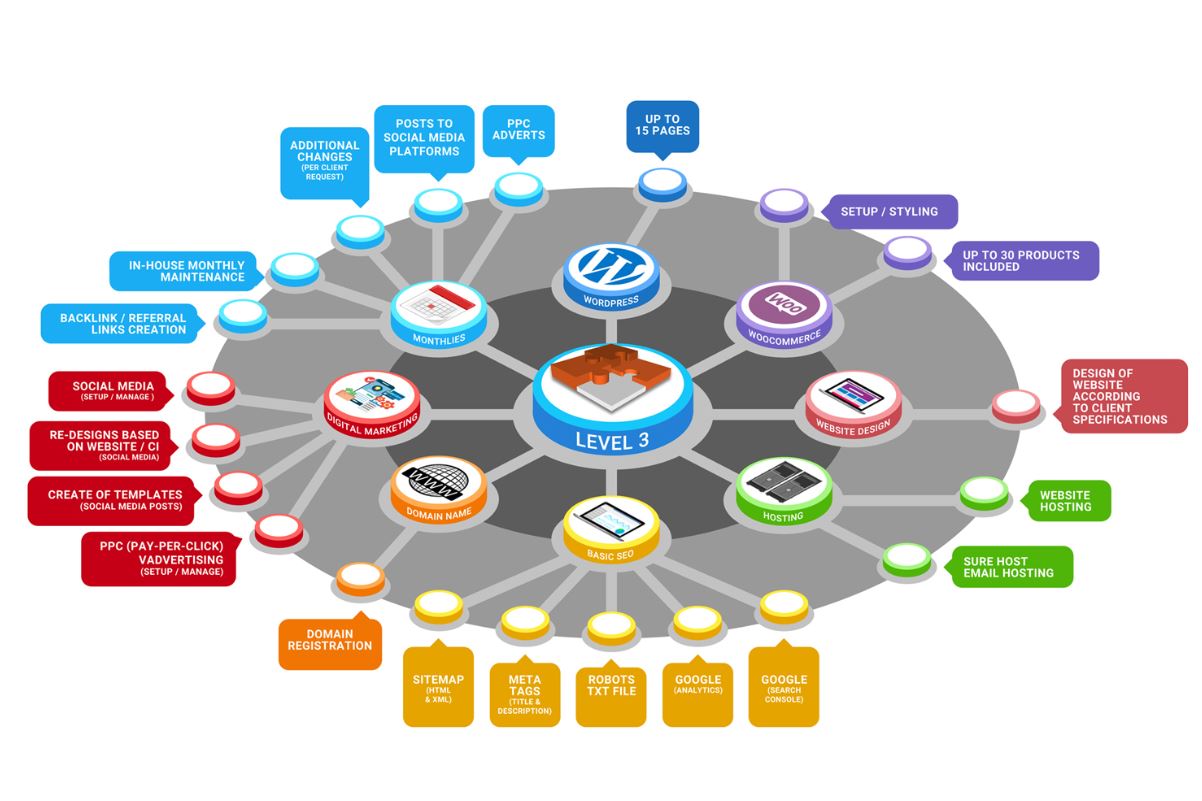 UP TO
15 PAGES
PPC
ADVERTS
POSTS TO
SOCIAL MEDIA
PLATFORMS
ADDITIONAL
CHANGES
(PER CLIENT
REQUEST)
IN-HOUSE MONTHLY
MAINTENANCE
BACKLINK / REFERRAL
LINKS CREATION
SETUP / STYLING
UP TO 30 PRODUCTS
INCLUDED
WORDPRESS
MONTHLIES
Woo
WOOCOMMERCE
SOCIAL MEDIA
(SETUP / MANAGE )
RE-DESIGNS BASED
ON WEBSITE / CI
(SOCIAL MEDIA)
CREATE OF TEMPLATES
(SOCIAL MEDIA POSTS)
PPC (PAY-PER-CLICK)
VADVERTISING
(SETUP / MANAGE)
DIGITAL MARKETING
LEVEL 3
WEBSITE DESIGN
DESIGN OF
WEBSITE
ACCORDING
TO CLIENT
SPECIFICATIONS
WWW
DOMAIN NAME
BASIC SEO
HOSTING
WEBSITE
HOSTING
SURE HOST
EMAIL HOSTING
DOMAIN
REGISTRATION
SITEMAP
(HTML
& XML)
META
TAGS
(TITLE &
DESCRIPTION)
ROBOTS
TXT FILE
GOOGLE
(ANALYTICS)
GOOGLE
(SEARCH
CONSOLE)